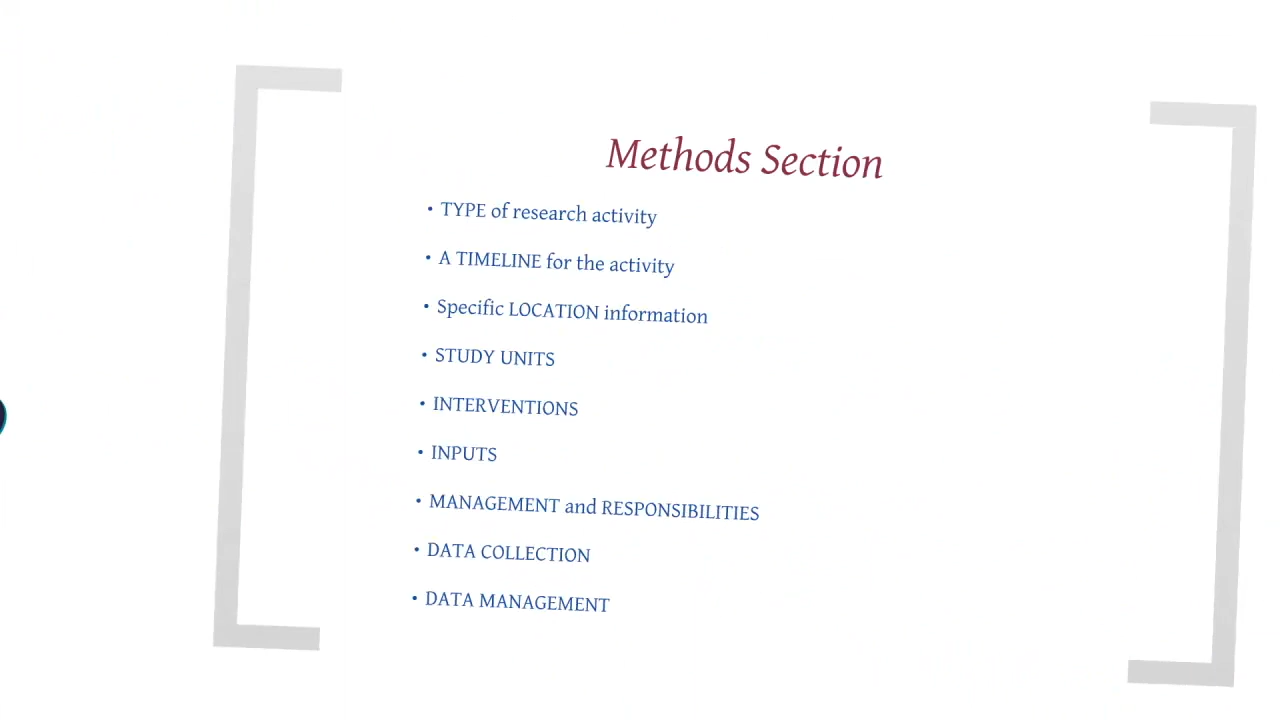 Methods Section
• TYPE of research activity
• A TIMELINE for the activity
• Specific LOCATION information
• STUDY UNITS
• INTERVENTIONS
• INPUTS
• MANAGEMENT and RESPONSIBILITIES
• DATA COLLECTION
• DATA MANAGEMENT